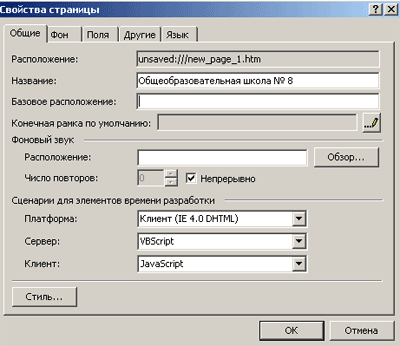 Свойства страницы
Общие Фон Поля Другие Язык
Расположение: unsaved:///new_page_1.htm
Название: Общеобразовательная школа № 8
Базовое расположение:
Конечная рамка по умолчанию:
Фоновый звук
Расположение: Обзор...
Число повторов: 0 Непрерывно
Сценарии для элементов времени разработки
Платформа: Клиент (IE 4.0 DHTML)
Сервер: VBScript
Клиент: JavaScript
Стиль...
OK Отмена